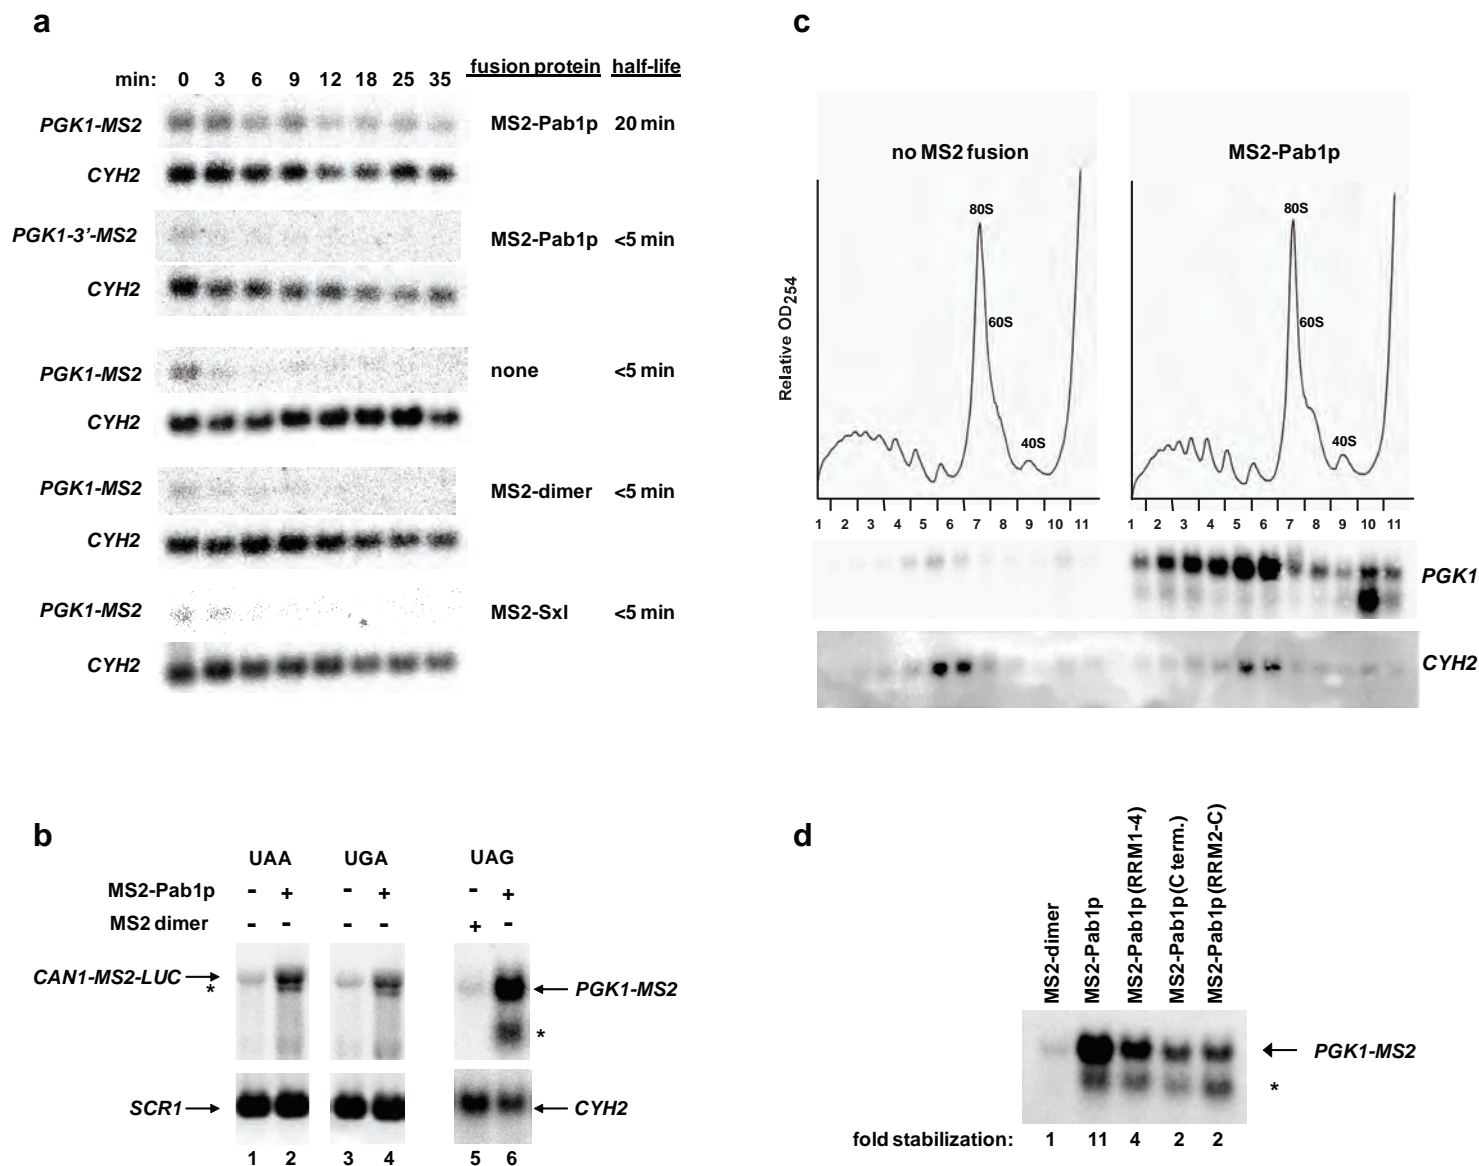 a
fusion protein half-life
min: 0 3 6 9 12 18 25 35
PGK1-MS2 MS2-Pab1p 20 min
CYH2
PGK1-3'-MS2 MS2-Pab1p <5 min
CYH2
PGK1-MS2 none <5 min
CYH2
PGK1-MS2 MS2-dimer <5 min
CYH2
PGK1-MS2 MS2-Sxl <5 min
CYH2
c
no MS2 fusion MS2-Pab1p
80S 80S
60S 60S
40S 40S
Relative OD254
1 2 3 4 5 6 7 8 9 10 11 1 2 3 4 5 6 7 8 9 10 11
PGK1
CYH2
b
UAA UGA UAG
MS2-Pab1p - + - + - +
MS2 dimer - - - - + -
CAN1-MS2-LUC PGK1-MS2
* *
SCR1 CYH2
1 2 3 4 5 6
d
MS2-dimer
MS2-Pab1p
MS2-Pab1p (RRM1-4)
MS2-Pab1p (C term.)
MS2-Pab1p (RRM2-C)
PGK1-MS2
*
fold stabilization: 1 11 4 2 2